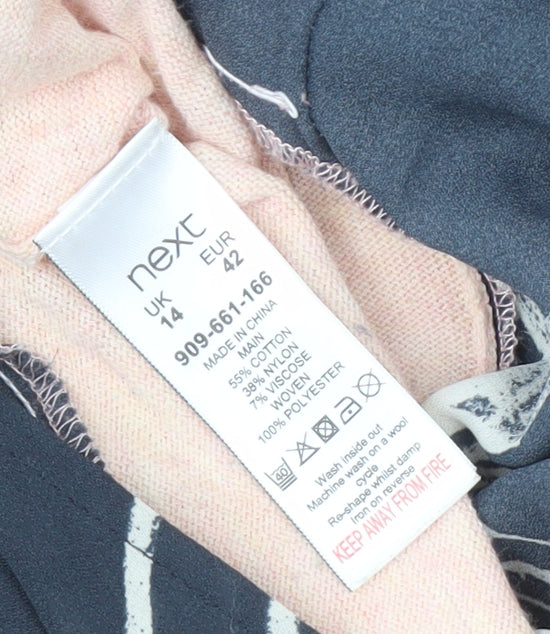 next
UK EUR
14 42
909-661-166
MADE IN CHINA
MAIN
55% COTTON
38% NYLON
7% VISCOSE
WOVEN
100% POLYESTER
40
Wash inside out
Machine wash on a wool
cycle
Re-shape whilst damp
iron on reverse
KEEP AWAY FROM FIRE